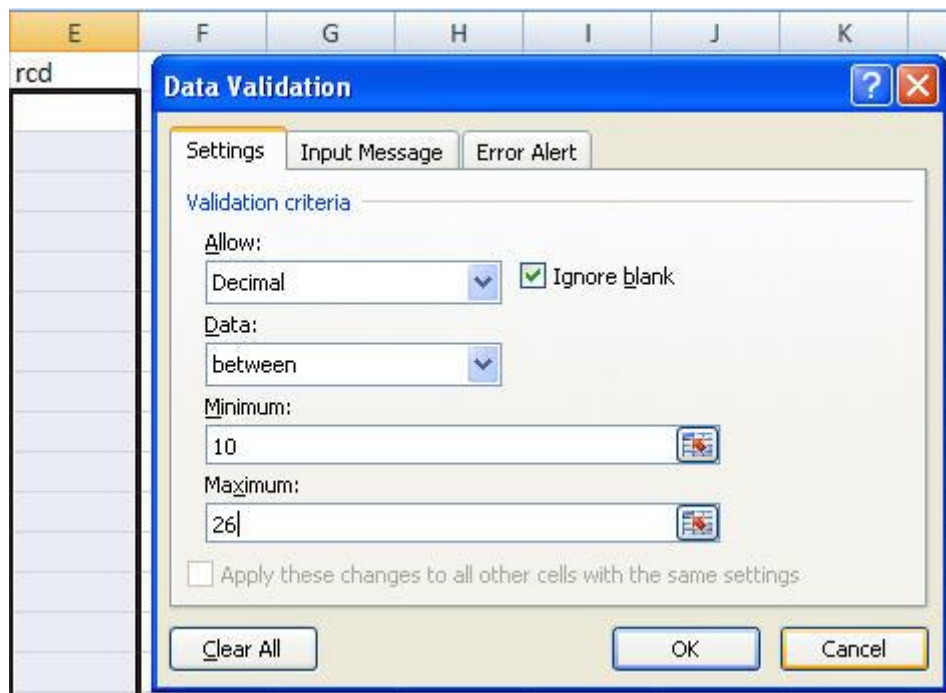 E F G H I J K
rcd
Data Validation
Settings Input Message Error Alert
Validation criteria
Allow:
Decimal Ignore blank
Data:
between
Minimum:
10
Maximum:
26
Apply these changes to all other cells with the same settings
Clear All OK Cancel